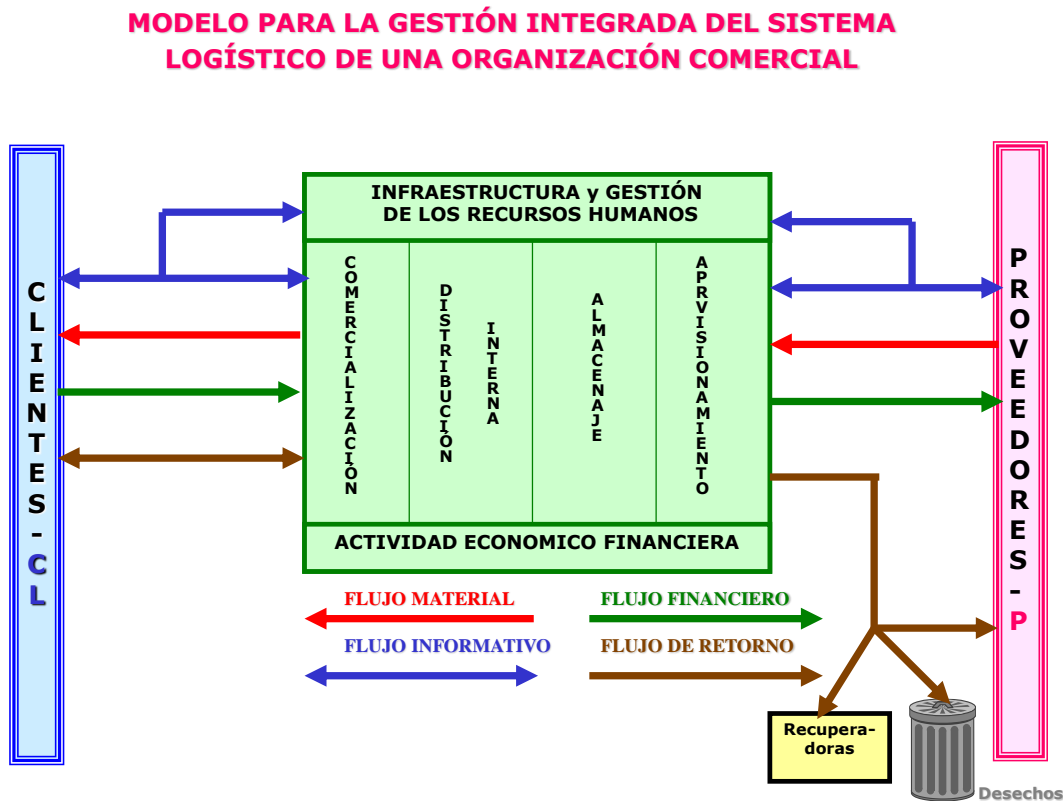 MODELO PARA LA GESTIÓN INTEGRADA DEL SISTEMA
LOGÍSTICO DE UNA ORGANIZACIÓN COMERCIAL
CLIENTES-CL
INFRAESTRUCTURA y GESTIÓN
DE LOS RECURSOS HUMANOS
COMERCIALIZACIÓN
DISTRIBUCIÓN
INTERNA
ALMACENAJE
APRVISIONAMIENTO
ACTIVIDAD ECONOMICO FINANCIERA
PROVEEDORES-P
FLUJO MATERIAL
FLUJO FINANCIERO
FLUJO INFORMATIVO
FLUJO DE RETORNO
Recupera-
doras
Desechos